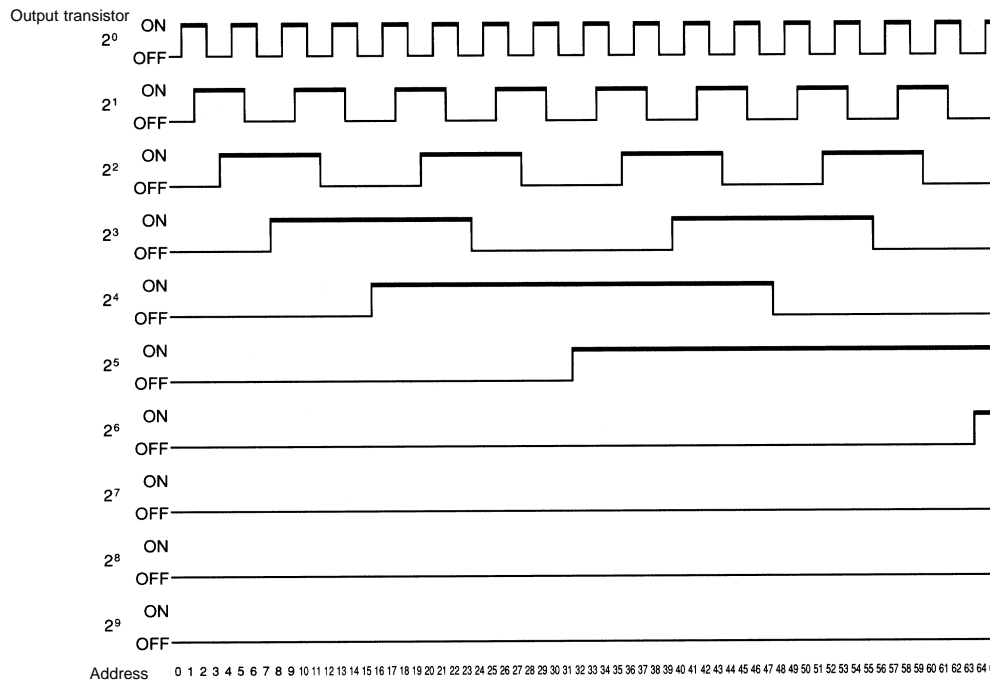 Output transistor
2⁰ ON
OFF
2¹ ON
OFF
2² ON
OFF
2³ ON
OFF
2⁴ ON
OFF
2⁵ ON
OFF
2⁶ ON
OFF
2⁷ ON
OFF
2⁸ ON
OFF
2⁹ ON
OFF
Address 0 1 2 3 4 5 6 7 8 9 10 11 12 13 14 15 16 17 18 19 20 21 22 23 24 25 26 27 28 29 30 31 32 33 34 35 36 37 38 39 40 41 42 43 44 45 46 47 48 49 50 51 52 53 54 55 56 57 58 59 60 61 62 63 64